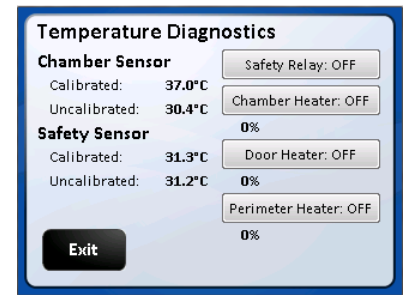 Temperature Diagnostics
Chamber Sensor
Calibrated: 37.0°C
Uncalibrated: 30.4°C
Safety Sensor
Calibrated: 31.3°C
Uncalibrated: 31.2°C
Safety Relay: OFF
Chamber Heater: OFF
0%
Door Heater: OFF
0%
Perimeter Heater: OFF
0%
Exit